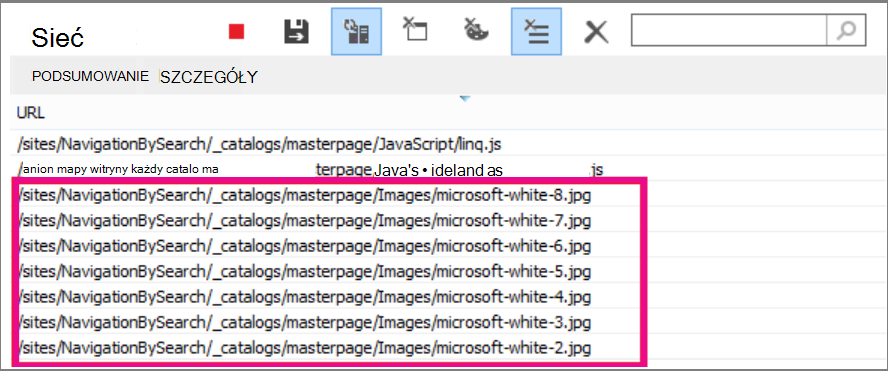 Sieć
PODSUMOWANIE SZCZEGÓŁY
URL
/sites/NavigationBySearch/_catalogs/masterpage/JavaScript/linq.js
/anion mapy witryny każdy catalo ma terpage Java's • ideland as .js
/sites/NavigationBySearch/_catalogs/masterpage/Images/microsoft-white-8.jpg
/sites/NavigationBySearch/_catalogs/masterpage/Images/microsoft-white-7.jpg
/sites/NavigationBySearch/_catalogs/masterpage/Images/microsoft-white-6.jpg
/sites/NavigationBySearch/_catalogs/masterpage/Images/microsoft-white-5.jpg
/sites/NavigationBySearch/_catalogs/masterpage/Images/microsoft-white-4.jpg
/sites/NavigationBySearch/_catalogs/masterpage/Images/microsoft-white-3.jpg
/sites/NavigationBySearch/_catalogs/masterpage/Images/microsoft-white-2.jpg